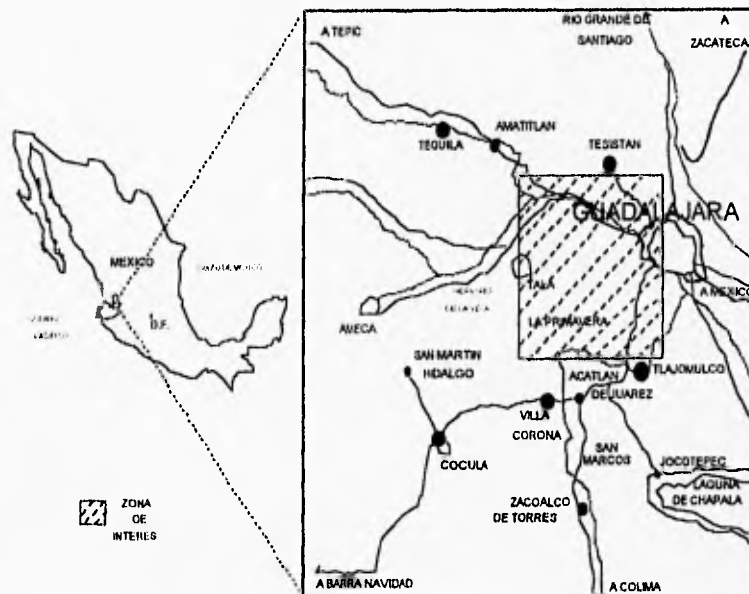 MEXICO
D.F.
ZONA
DE
INTERES
A TEPIC
RIO GRANDE DE
SANTIAGO
A
ZACATECA
TEQUILA
AMATITLAN
TESISTAN
GUADALAJARA
TALA
A MEXICO
AMECA
LA PRIMAVERA
SAN MARTIN
HIDALGO
TLAJOMULCO
ACATLAN
DE JUAREZ
VILLA
CORONA
COCULA
SAN
MARCOS
JOCOTEPEC
LAGUNA
DE CHAPALA
ZACOALCO
DE TORRES
A BARRA NAVIDAD
A COLIMA